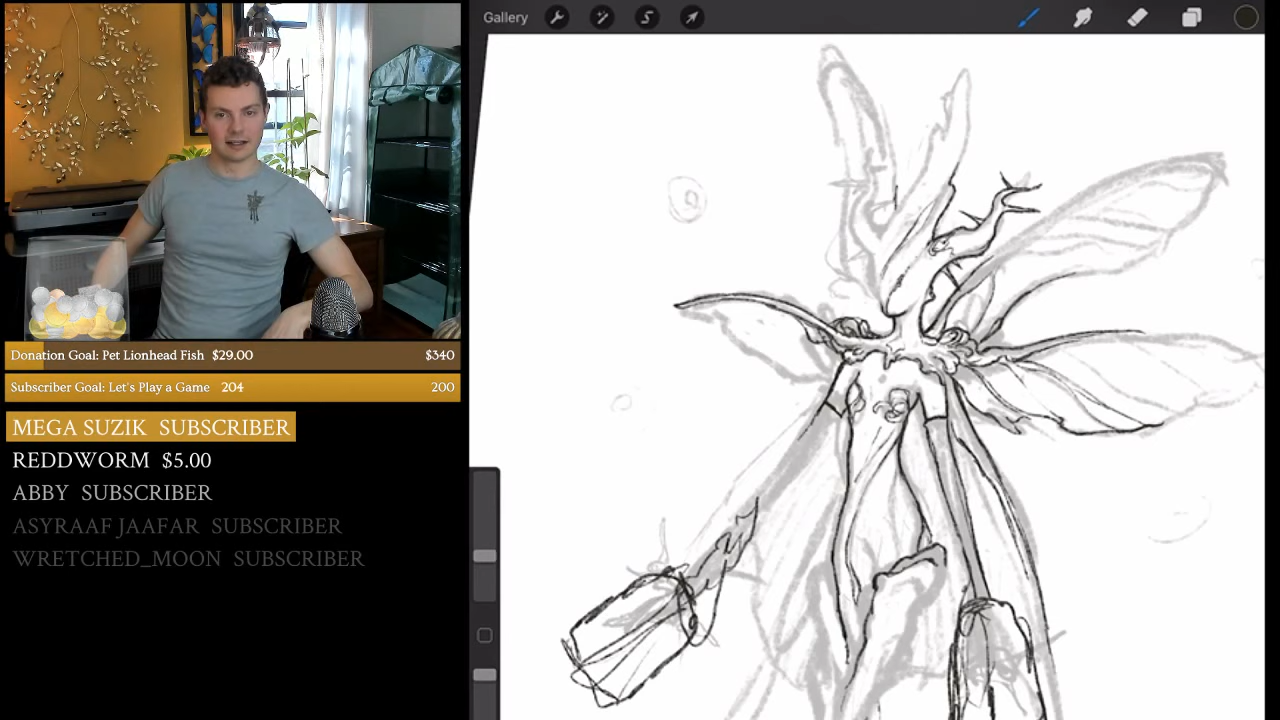 Gallery
Donation Goal: Pet Lionhead Fish $29.00 $340
Subscriber Goal: Let's Play a Game 204 200
MEGA SUZIK SUBSCRIBER
REDDWORM $5.00
ABBY SUBSCRIBER
ASYRAAF JAAFAR SUBSCRIBER
WRETCHED_MOON SUBSCRIBER